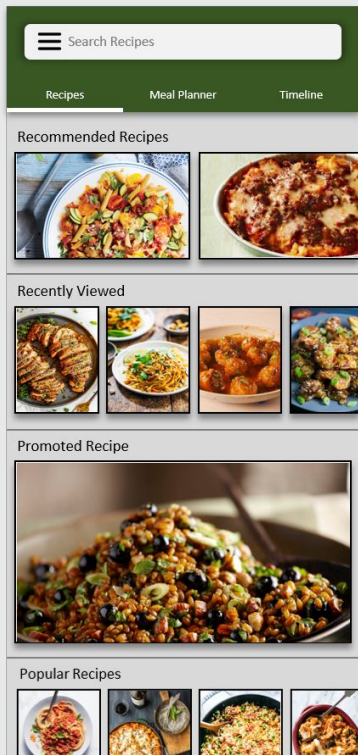 Search Recipes
Recipes Meal Planner Timeline
Recommended Recipes
Recently Viewed
Promoted Recipe
Popular Recipes